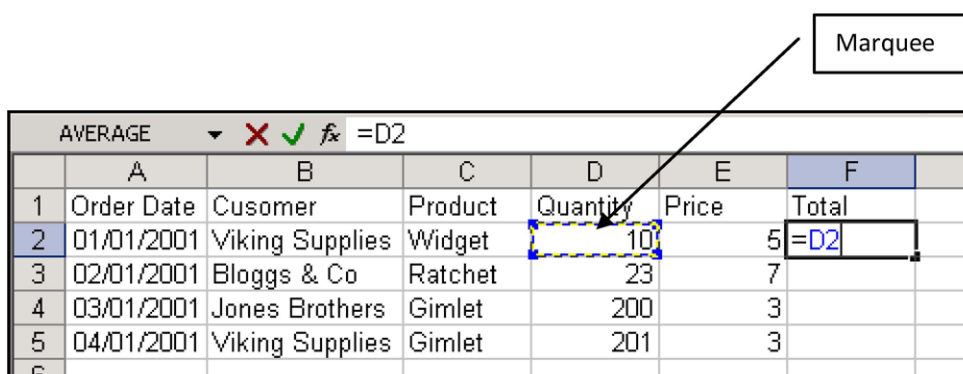 Marquee
AVERAGE fx =D2
A B C D E F
1 Order Date Cusomer Product Quantity Price Total
2 01/01/2001 Viking Supplies Widget 10 5 =D2
3 02/01/2001 Bloggs & Co Ratchet 23 7
4 03/01/2001 Jones Brothers Gimlet 200 3
5 04/01/2001 Viking Supplies Gimlet 201 3